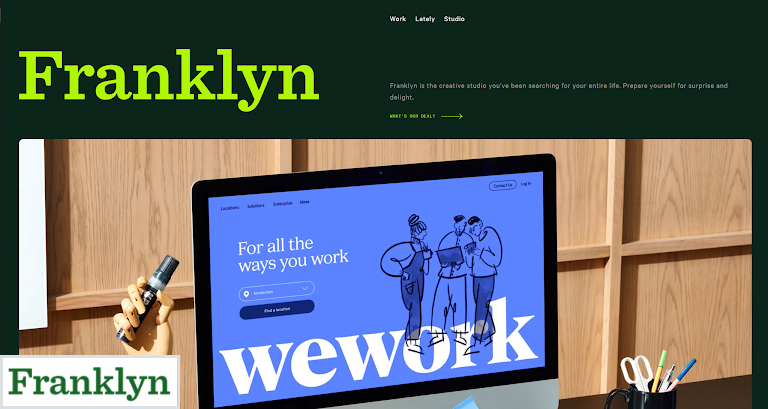 Work Lately Studio
Franklyn
Franklyn is the creative studio you've been searching for your entire life. Prepare yourself for surprise and
delight.
WHAT'S OUR DEAL?
Locations Solutions Enterprise Ideas
Contact Us Log in
For all the
ways you work
Find a location
wework
Franklyn